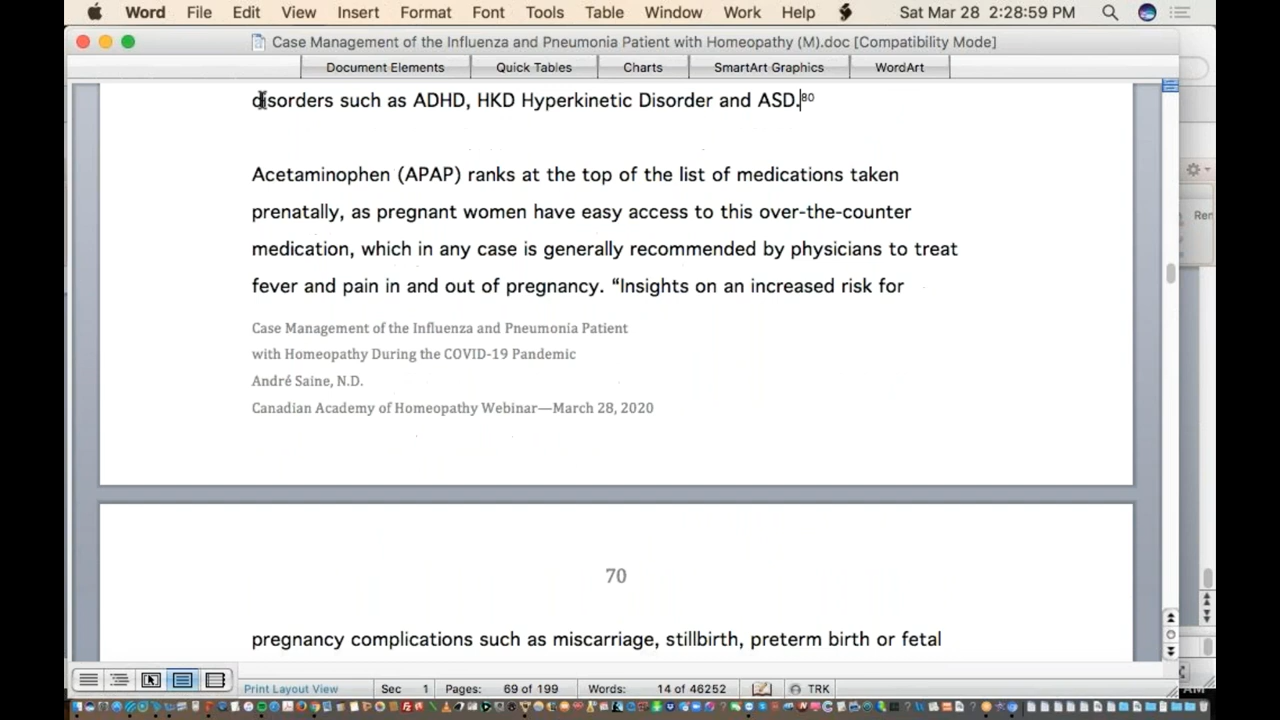 Word File Edit View Insert Format Font Tools Table Window Work Help Sat Mar 28 2:28:59 PM
Case Management of the Influenza and Pneumonia Patient with Homeopathy (M).doc [Compatibility Mode]
Document Elements Quick Tables Charts SmartArt Graphics WordArt
disorders such as ADHD, HKD Hyperkinetic Disorder and ASD.80
Acetaminophen (APAP) ranks at the top of the list of medications taken
prenatally, as pregnant women have easy access to this over-the-counter
medication, which in any case is generally recommended by physicians to treat
fever and pain in and out of pregnancy. “Insights on an increased risk for
Case Management of the Influenza and Pneumonia Patient
with Homeopathy During the COVID-19 Pandemic
André Saine, N.D.
Canadian Academy of Homeopathy Webinar—March 28, 2020
70
pregnancy complications such as miscarriage, stillbirth, preterm birth or fetal
Print Layout View Sec 1 Pages: 69 of 199 Words: 14 of 46252 TRK